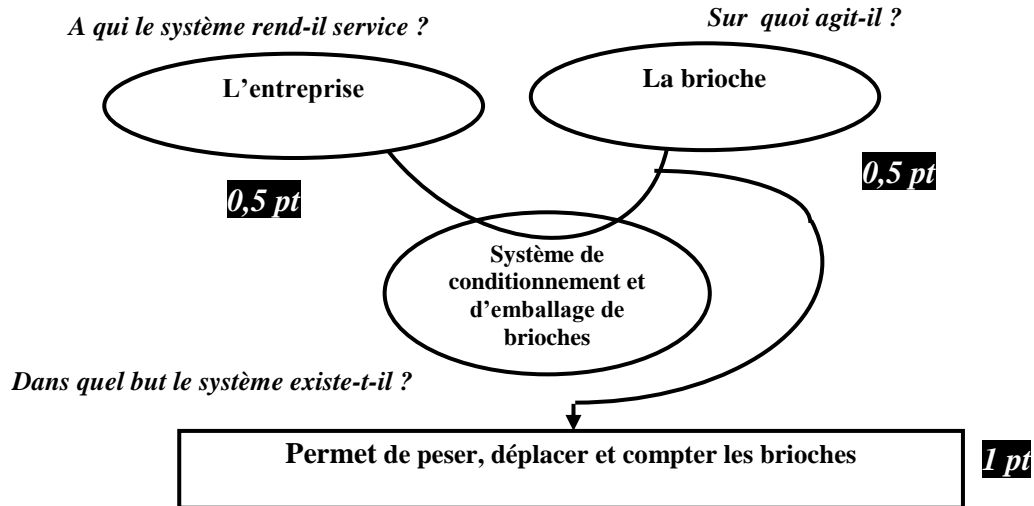 A qui le système rend-il service ?
Sur quoi agit-il ?
L'entreprise
La brioche
0,5 pt
0,5 pt
Système de
conditionnement et
d'emballage de
brioches
Dans quel but le système existe-t-il ?
Permet de peser, déplacer et compter les brioches
1 pt